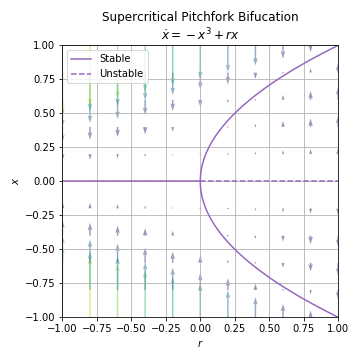 Supercritical Pitchfork Bifucation
ẋ = −x³ + rx
Stable
Unstable
1.00
0.75
0.50
0.25
0.00
−0.25
−0.50
−0.75
−1.00
x
−1.00 −0.75 −0.50 −0.25 0.00 0.25 0.50 0.75 1.00
r